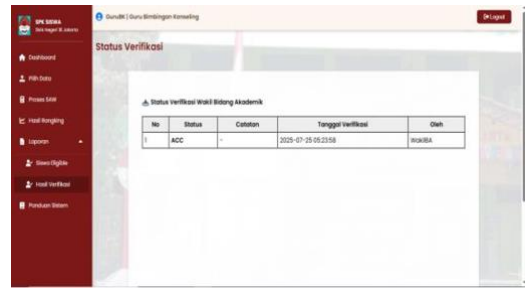 SPK SISWA
GuruBK | Guru Bimbingan Konseling
Logout
Status Verifikasi
Dashboard
Pilih Data
Proses SAW
Hasil Rangking
Laporan
Siswa Eligible
Hasil Verifikasi
Panduan Sistem
Status Verifikasi Wakil Bidang Akademik
No Status Catatan Tanggal Verifikasi Oleh
1 ACC - 2025-07-25 05:23:58 WakilBA